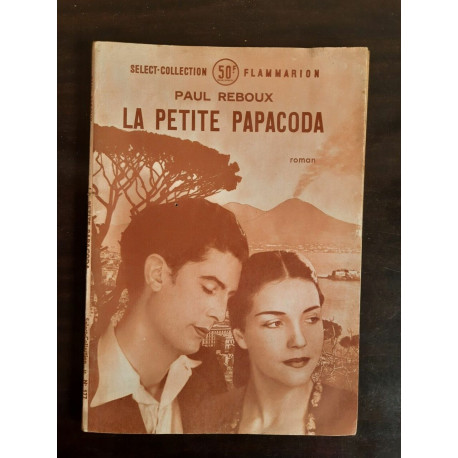 SELECT-COLLECTION 50F FLAMMARION
PAUL REBOUX
LA PETITE PAPACODA
roman